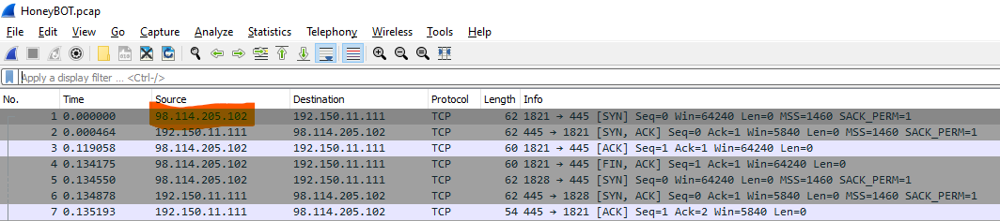 HoneyBOT.pcap
File Edit View Go Capture Analyze Statistics Telephony Wireless Tools Help
Apply a display filter ... <Ctrl-/>
No. Time Source Destination Protocol Length Info
1 0.000000 98.114.205.102 192.150.11.111 TCP 62 1821 → 445 [SYN] Seq=0 Win=64240 Len=0 MSS=1460 SACK_PERM=1
2 0.000464 192.150.11.111 98.114.205.102 TCP 62 445 → 1821 [SYN, ACK] Seq=0 Ack=1 Win=5840 Len=0 MSS=1460 SACK_PERM=1
3 0.119058 98.114.205.102 192.150.11.111 TCP 60 1821 → 445 [ACK] Seq=1 Ack=1 Win=64240 Len=0
4 0.134175 98.114.205.102 192.150.11.111 TCP 60 1821 → 445 [FIN, ACK] Seq=1 Ack=1 Win=64240 Len=0
5 0.134550 98.114.205.102 192.150.11.111 TCP 62 1828 → 445 [SYN] Seq=0 Win=64240 Len=0 MSS=1460 SACK_PERM=1
6 0.134878 192.150.11.111 98.114.205.102 TCP 62 445 → 1828 [SYN, ACK] Seq=0 Ack=1 Win=5840 Len=0 MSS=1460 SACK_PERM=1
7 0.135193 192.150.11.111 98.114.205.102 TCP 54 445 → 1821 [ACK] Seq=1 Ack=2 Win=5840 Len=0